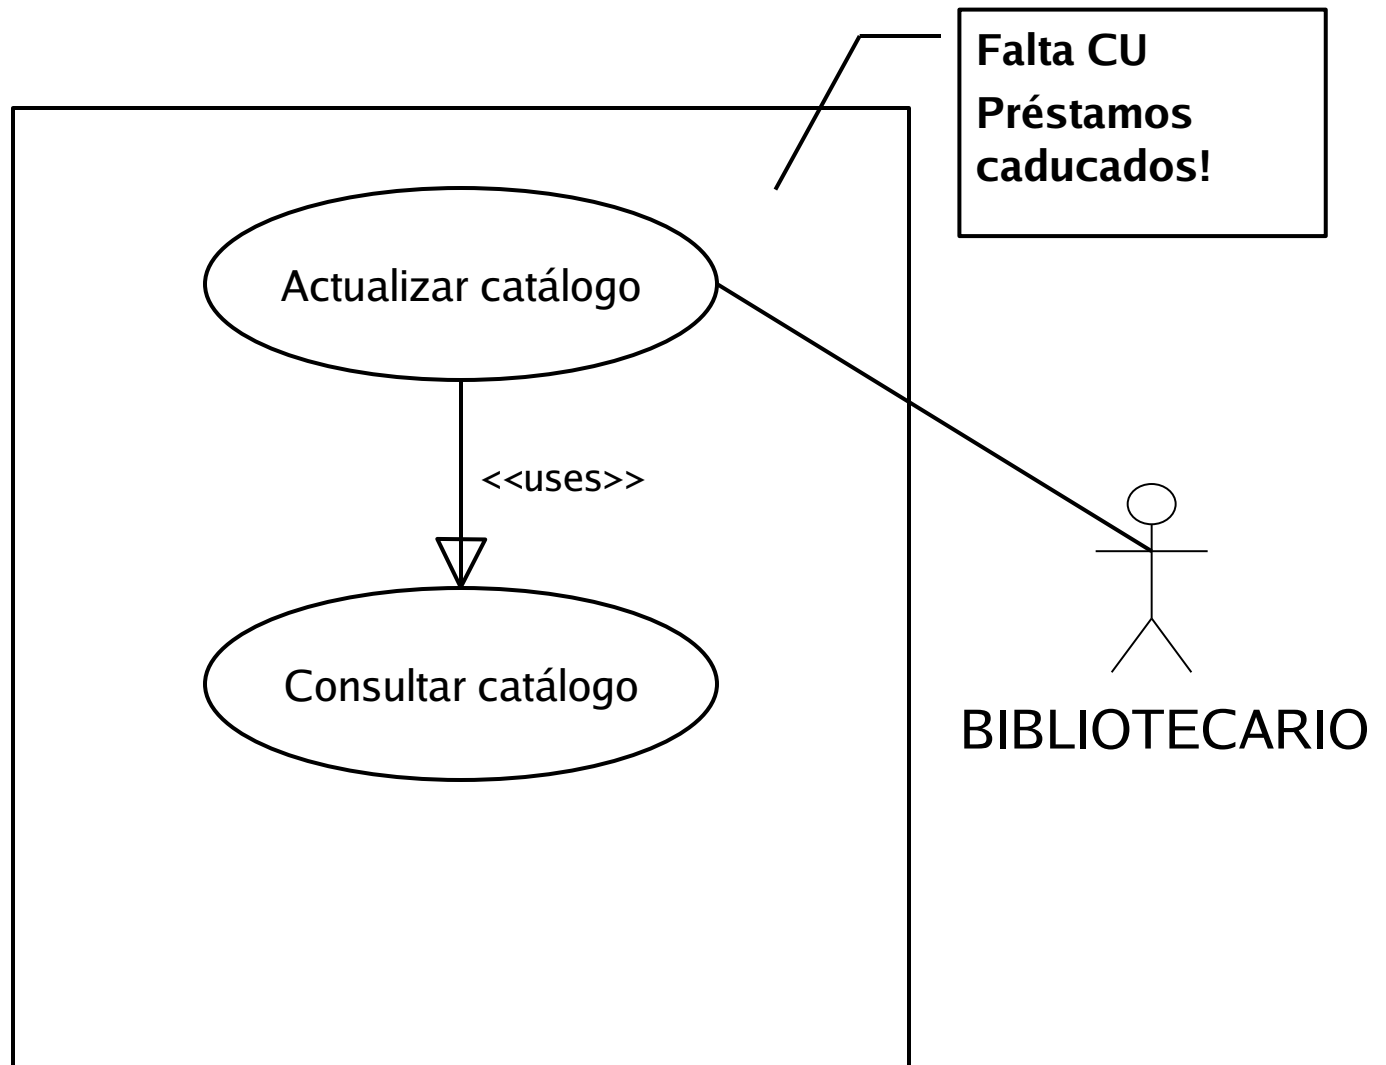 Falta CU
Préstamos
caducados!
Actualizar catálogo
<<uses>>
Consultar catálogo
BIBLIOTECARIO